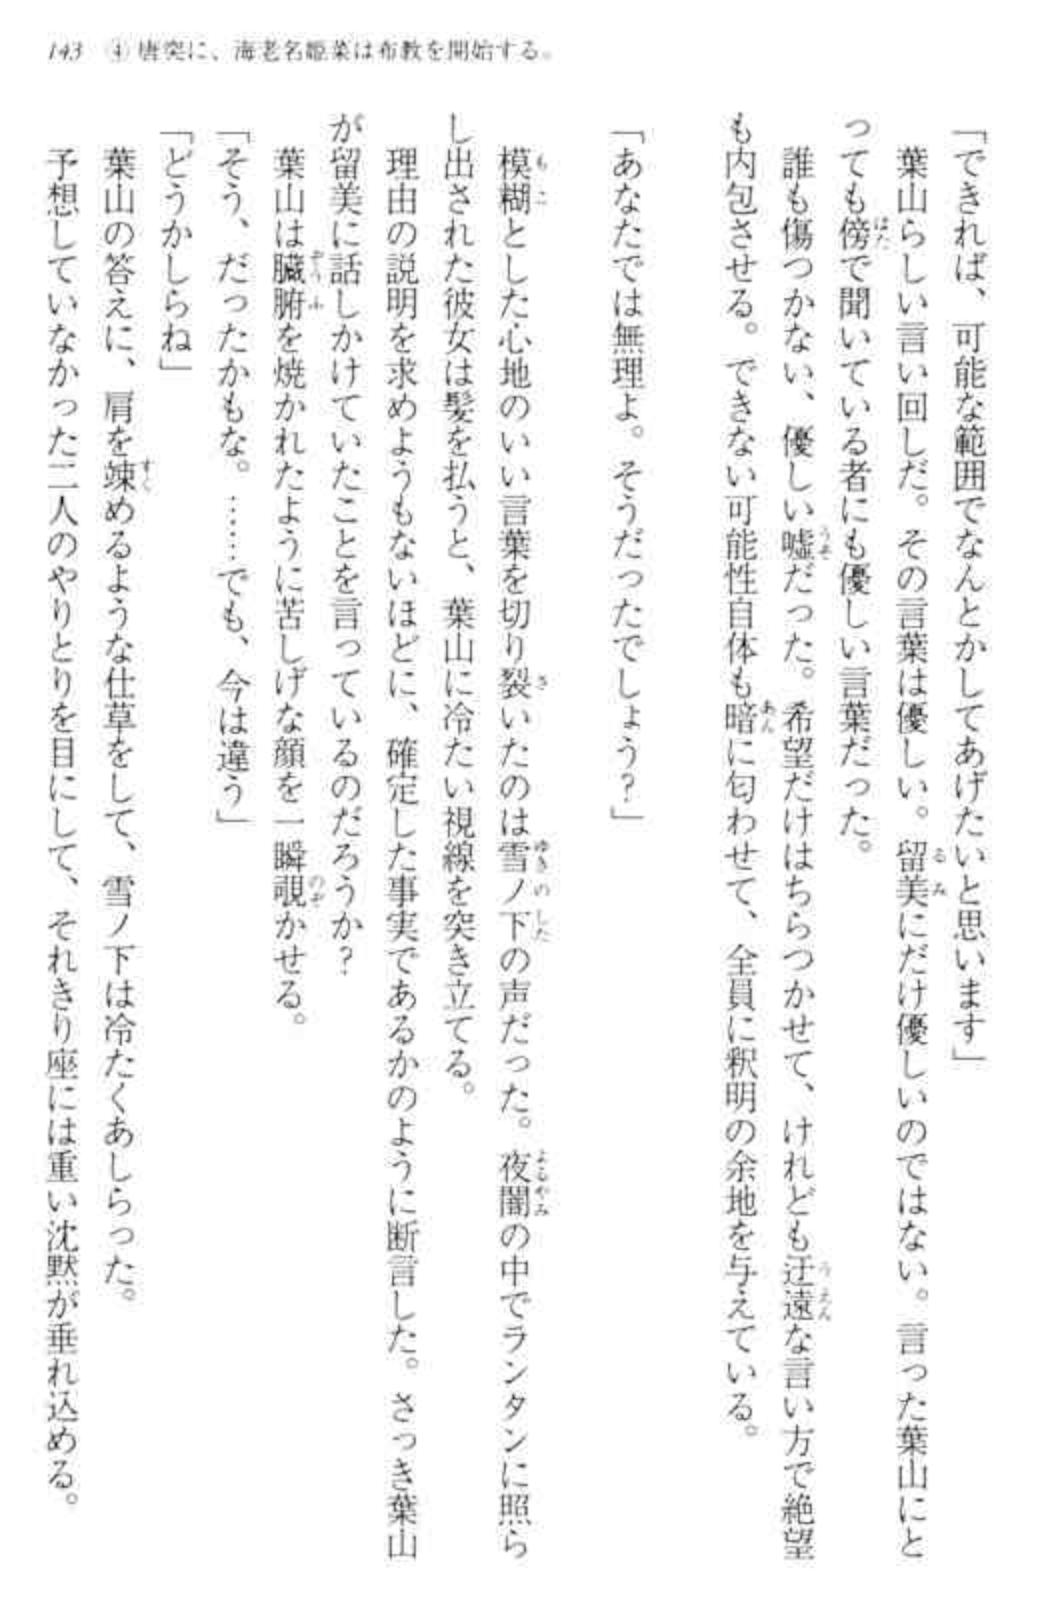 143 ④ 唐突に、海老名姫菜は布教を開始する。
「できれば、可能な範囲でなんとかしてあげたいと思います」
葉山らしい言い回しだ。その言葉は優しい。留美にだけ優しいのではない。言った葉山にと
っても傍で聞いている者にも優しい言葉だった。
誰も傷つかない、優しい嘘だった。希望だけはちらつかせて、けれども迂遠な言い方で絶望
も内包させる。できない可能性自体も暗に匂わせて、全員に釈明の余地を与えている。
「あなたでは無理よ。そうだったでしょう？」
模糊とした心地のいい言葉を切り裂いたのは雪ノ下の声だった。夜闇の中でランタンに照ら
し出された彼女は髪を払うと、葉山に冷たい視線を突き立てる。
理由の説明を求めようもないほどに、確定した事実であるかのように断言した。さっき葉山
が留美に話しかけていたことを言っているのだろうか？
葉山は臓腑を焼かれたように苦しげな顔を一瞬覗かせる。
「そう、だったかもな。……でも、今は違う」
「どうかしらね」
葉山の答えに、肩を竦めるような仕草をして、雪ノ下は冷たくあしらった。
予想していなかった二人のやりとりを目にして、それきり座には重い沈黙が垂れ込める。